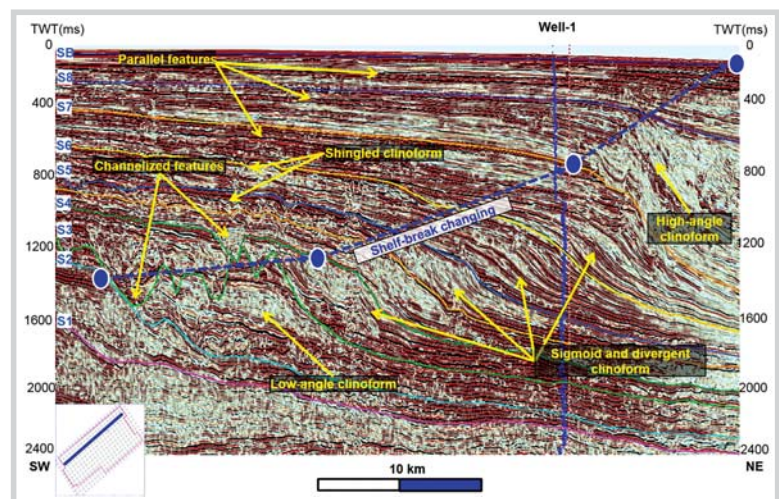 TWT(ms)
Well-1
TWT(ms)
0
0
SB
Parallel features
S8
400
400
S7
S6
Shingled clinoform
Channelized features
S5
800
800
S4
Shelf-break changing
High-angle clinoform
S3
1200
1200
S2
S1
1600
1600
Sigmoid and divergent
clinoform
Low-angle clinoform
2000
2000
2400
2400
SW
10 km
NE